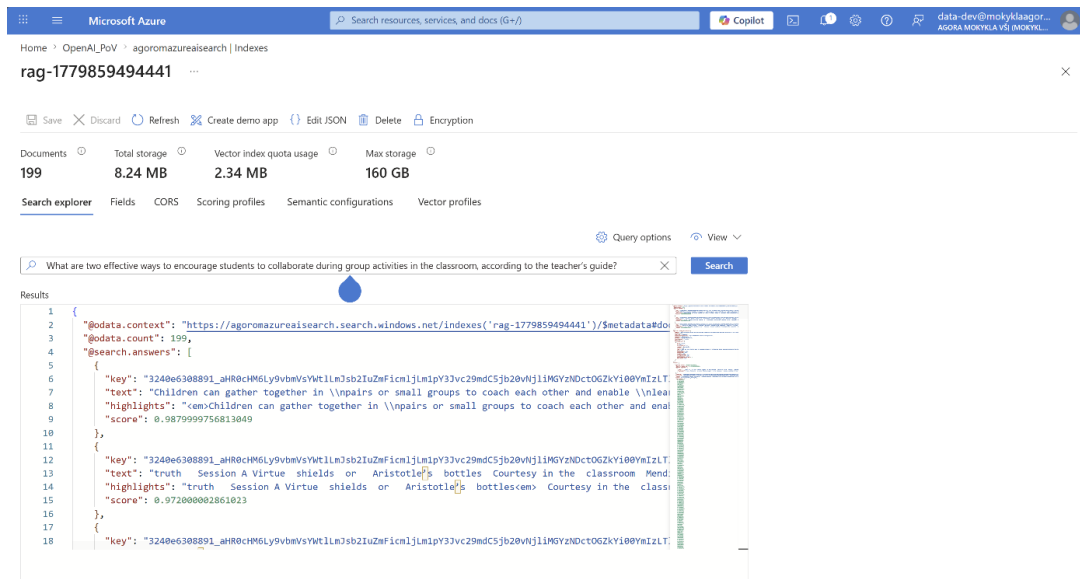 Microsoft Azure
Search resources, services, and docs (G+/)
Copilot
1
data-dev@mokyklaagor...
AGORA MOKYKLA VŠĮ (MOKYKL...
Home > OpenAI_PoV > agoromazureaisearch | Indexes
rag-1779859494441 ...
Save Discard Refresh Create demo app {} Edit JSON Delete Encryption
Documents Total storage Vector index quota usage Max storage
199 8.24 MB 2.34 MB 160 GB
Search explorer Fields CORS Scoring profiles Semantic configurations Vector profiles
Query options View
What are two effective ways to encourage students to collaborate during group activities in the classroom, according to the teacher's guide? Search
Results
1 {
2 "@odata.context": "https://agoromazureaisearch.search.windows.net/indexes('rag-1779859494441')/$metadata#do
3 "@odata.count": 199,
4 "@search.answers": [
5 {
6 "key": "3240e6308891_
7 "text": "Children can gather together in \\npairs or small groups to coach each other and enable \\nlear
8 "highlights": "<em>Children can gather together in \\npairs or small groups to coach each other and enal
9 "score": 0.9879999756813049
10 },
11 {
12 "key": "3240e6308891_
13 "text": "truth Session A Virtue shields or Aristotle's bottles Courtesy in the classroom Mendi
14 "highlights": "truth Session A Virtue shields or Aristotle's bottles<em> Courtesy in the class
15 "score": 0.972000002861023
16 },
17 {
18 "key": "3240e6308891_